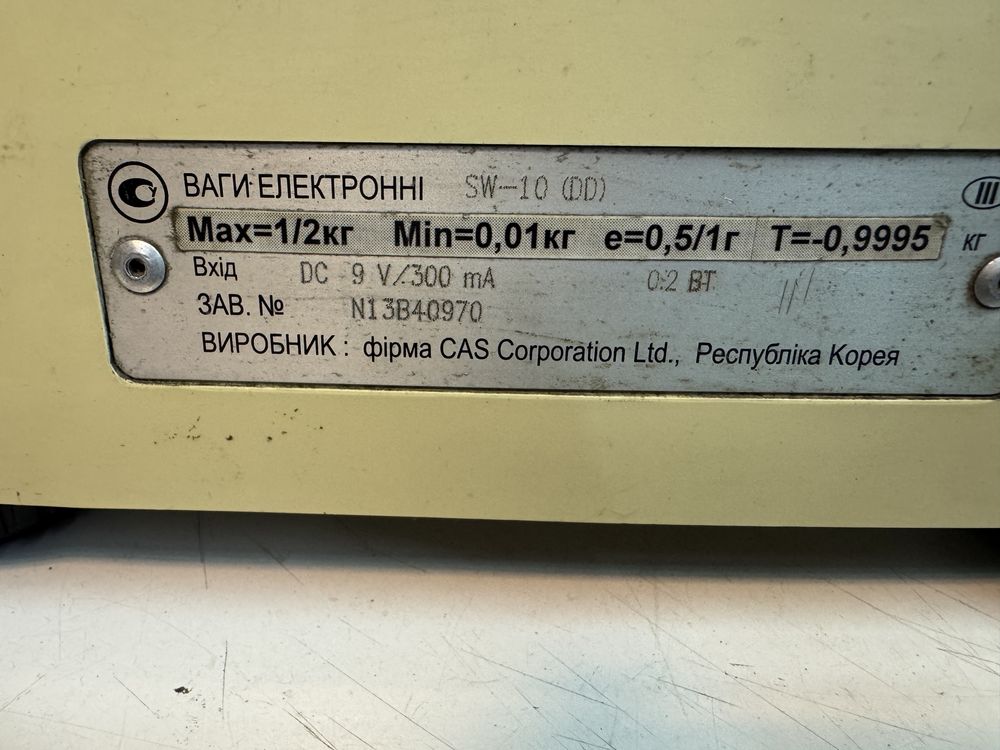 ВАГИ ЕЛЕКТРОННІ SW-10 (DD) III
Max=1/2кг Min=0,01кг e=0,5/1г T=-0,9995 кг
Вхід DC 9 V/300 mA 0.2 ВТ
ЗАВ. № N13B40970
ВИРОБНИК : фірма CAS Corporation Ltd., Республіка Корея